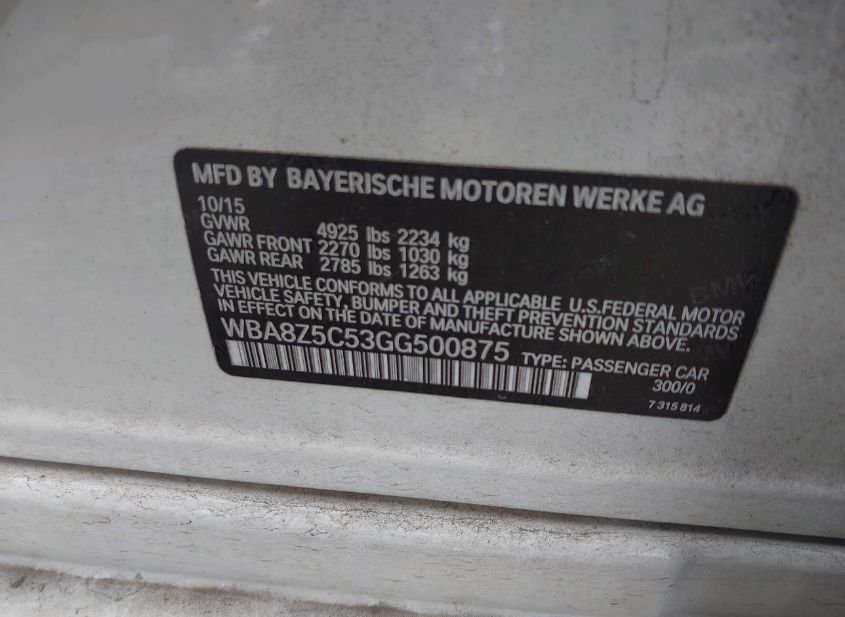 MFD BY BAYERISCHE MOTOREN WERKE AG
10/15
GVWR 4925 lbs 2234 kg
GAWR FRONT 2270 lbs 1030 kg
GAWR REAR 2785 lbs 1263 kg
THIS VEHICLE CONFORMS TO ALL APPLICABLE U.S.FEDERAL MOTOR
VEHICLE SAFETY, BUMPER AND THEFT PREVENTION STANDARDS
IN EFFECT ON THE DATE OF MANUFACTURE SHOWN ABOVE.
WBA8Z5C53GG500875 TYPE: PASSENGER CAR
300/0
7 315 814